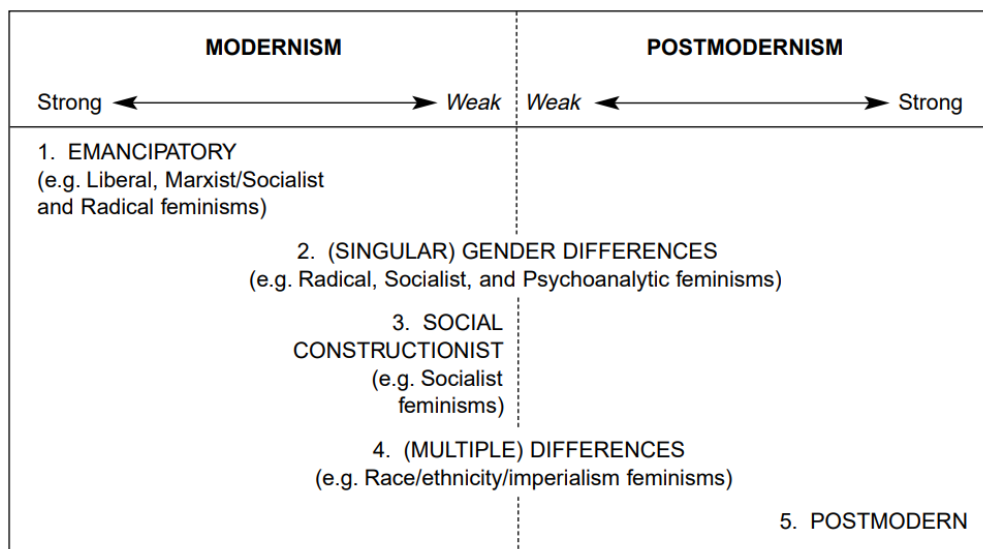 MODERNISM
POSTMODERNISM
Strong
Weak
Weak
Strong
1. EMANCIPATORY
(e.g. Liberal, Marxist/Socialist
and Radical feminisms)
2. (SINGULAR) GENDER DIFFERENCES
(e.g. Radical, Socialist, and Psychoanalytic feminisms)
3. SOCIAL
CONSTRUCTIONIST
(e.g. Socialist
feminisms)
4. (MULTIPLE) DIFFERENCES
(e.g. Race/ethnicity/imperialism feminisms)
5. POSTMODERN